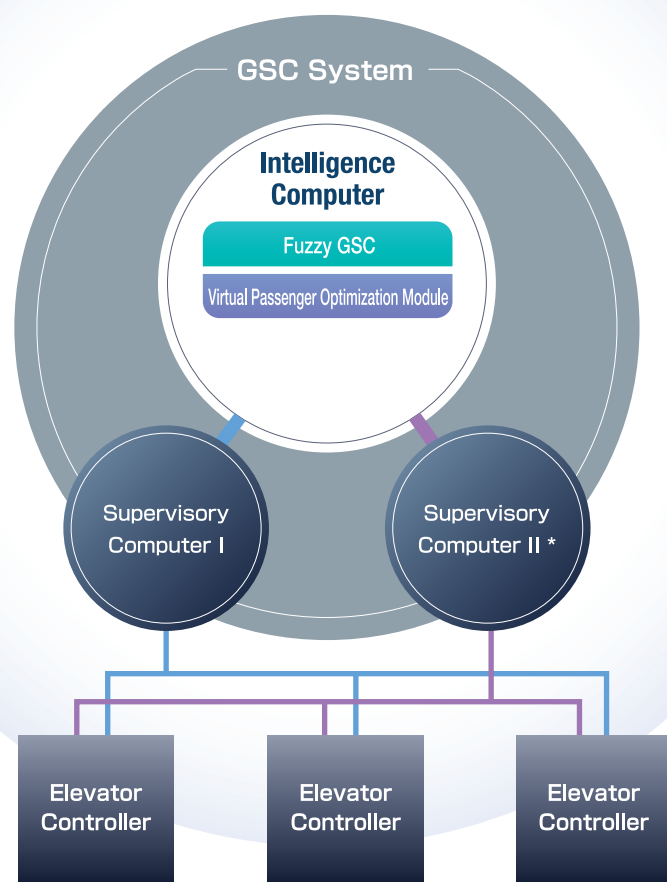 GSC System
Intelligence
Computer
Fuzzy GSC
Virtual Passenger Optimization Module
Supervisory
Computer I
Supervisory
Computer II *
Elevator
Controller
Elevator
Controller
Elevator
Controller